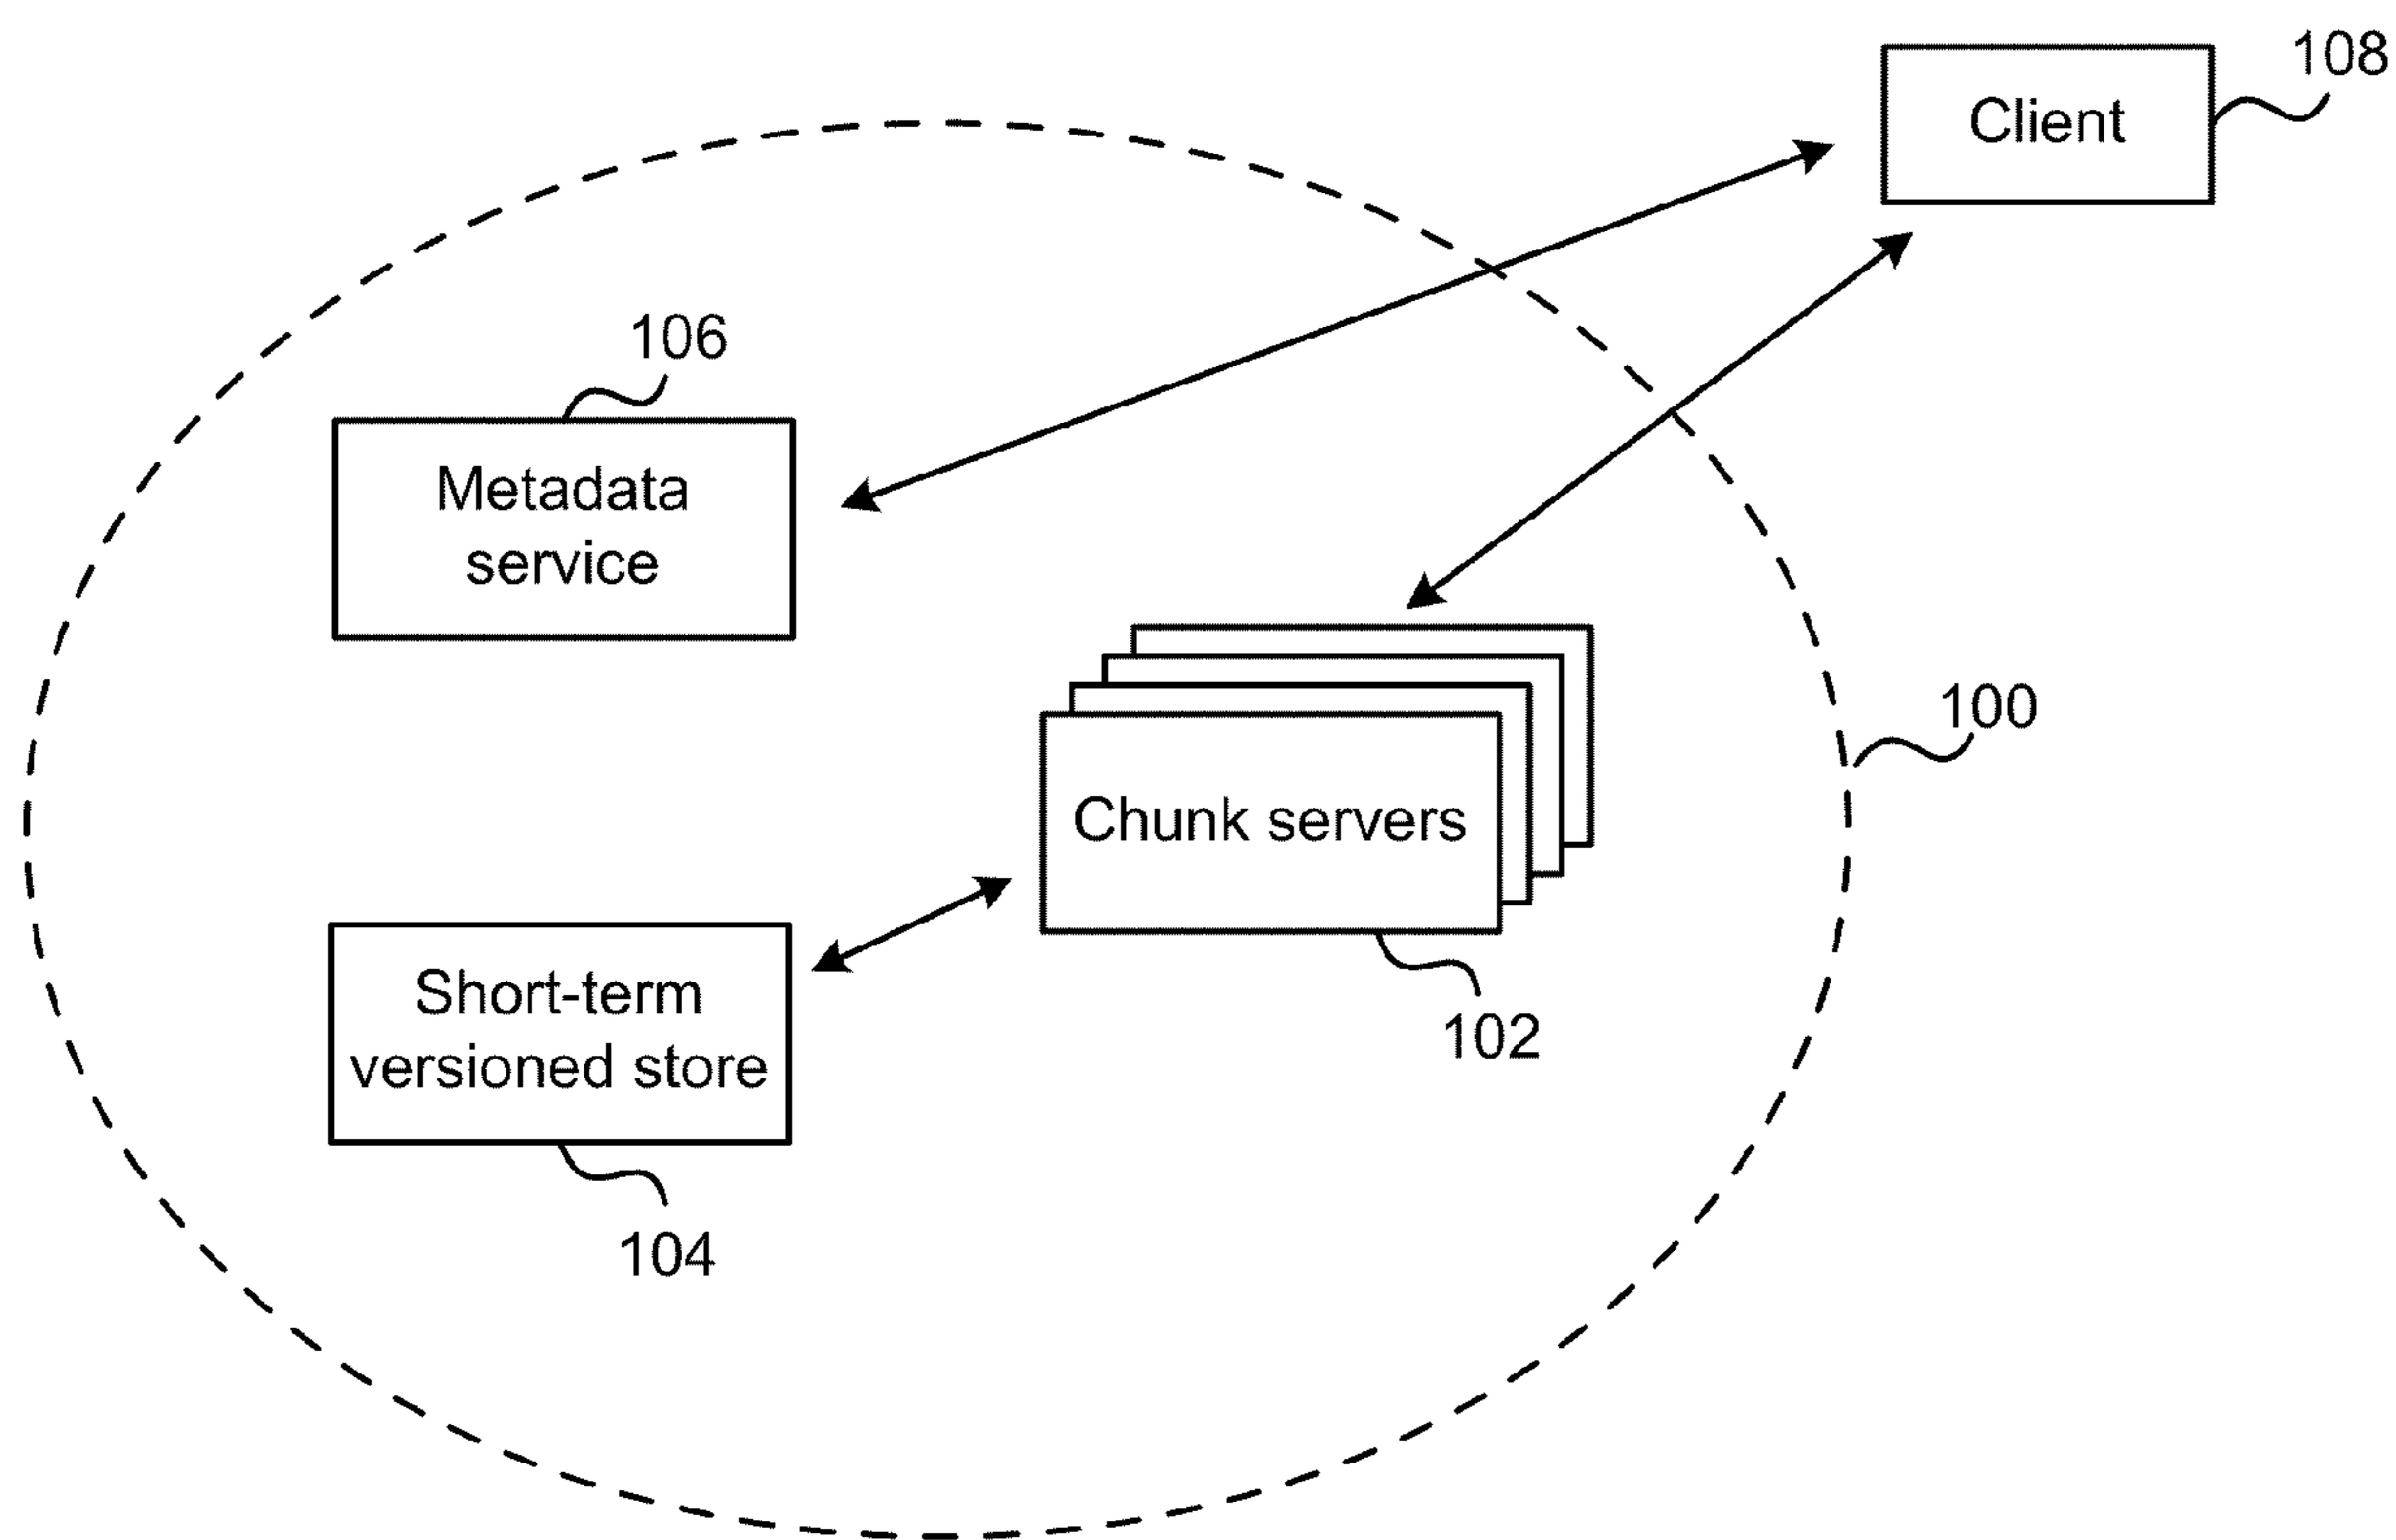 108
Client
106
Metadata
service
100
Chunk servers
102
Short-term
versioned store
104